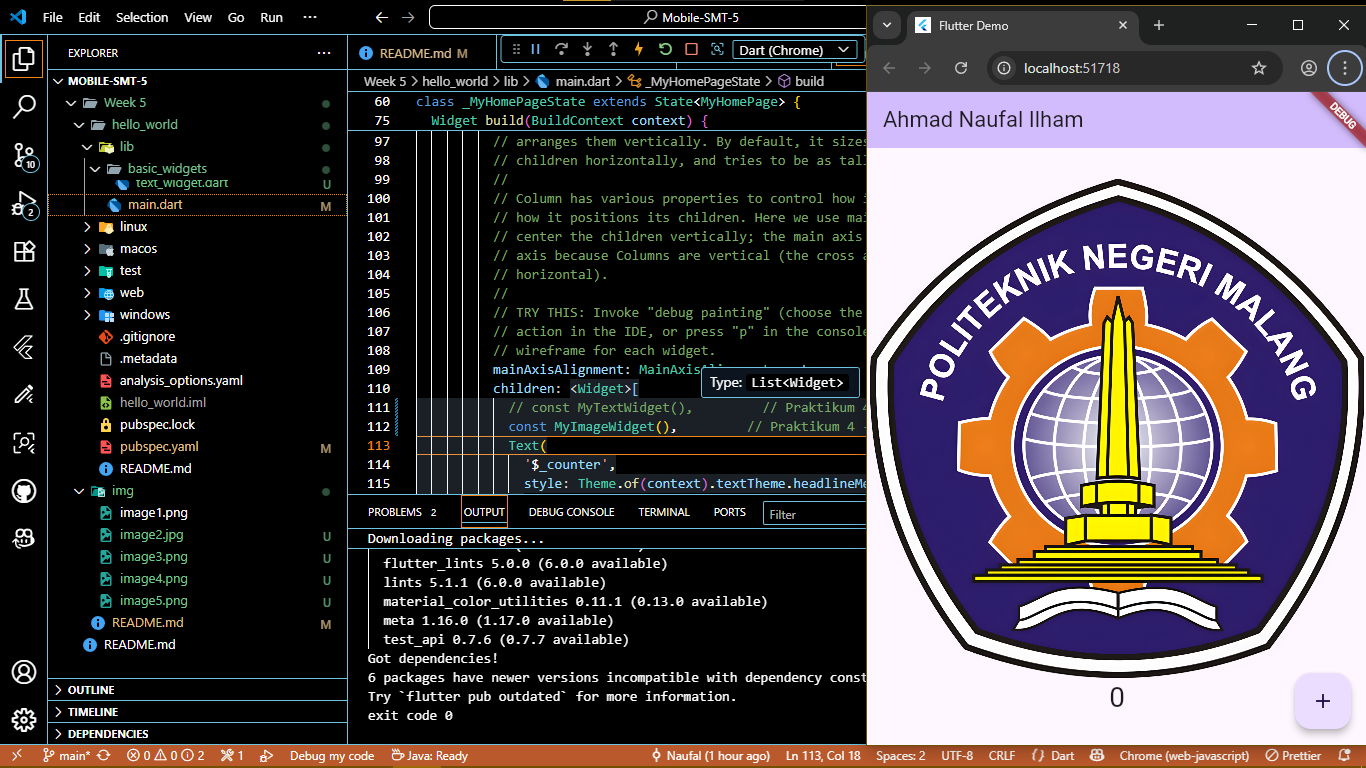 File Edit Selection View Go Run ··· Mobile-SMT-5
EXPLORER ···
MOBILE-SMT-5
Week 5
hello_world
lib
basic_widgets
text_widget.dart U
main.dart M
linux
macos
test
web
windows
.gitignore
.metadata
analysis_options.yaml
hello_world.iml
pubspec.lock
pubspec.yaml M
README.md
img
image1.png
image2.jpg U
image3.png U
image4.png U
image5.png U
README.md M
README.md
OUTLINE
TIMELINE
DEPENDENCIES
10
2
README.md M
Dart (Chrome)
Week 5 > hello_world > lib > main.dart > _MyHomePageState > build
60 class _MyHomePageState extends State<MyHomePage> {
75 Widget build(BuildContext context) {
97 // arranges them vertically. By default, it sizes
98 // children horizontally, and tries to be as tall
99 //
100 // Column has various properties to control how i
101 // how it positions its children. Here we use mai
102 // center the children vertically; the main axis
103 // axis because Columns are vertical (the cross a
104 // horizontal).
105 //
106 // TRY THIS: Invoke "debug painting" (choose the
107 // action in the IDE, or press "p" in the console
108 // wireframe for each widget.
109 mainAxisAlignment:
Type: List<Widget>
110 children: <Widget>[
111 // const MyTextWidget(), // Praktikum 4
112 const MyImageWidget(), // Praktikum 4
113 Text(
114 '$_counter',
115 style: Theme.of(context).textTheme.headlineMe
PROBLEMS 2 OUTPUT DEBUG CONSOLE TERMINAL PORTS Filter
Downloading packages...
flutter_lints 5.0.0 (6.0.0 available)
lints 5.1.1 (6.0.0 available)
material_color_utilities 0.11.1 (0.13.0 available)
meta 1.16.0 (1.17.0 available)
test_api 0.7.6 (0.7.7 available)
Got dependencies!
6 packages have newer versions incompatible with dependency const
Try `flutter pub outdated` for more information.
exit code 0
Flutter Demo
localhost:51718
Ahmad Naufal Ilham
DEBUG
POLITEKNIK NEGERI MALANG
0
+
main* 0 0 2 1 Debug my code Java: Ready Naufal (1 hour ago) Ln 113, Col 18 Spaces: 2 UTF-8 CRLF Dart Chrome (web-javascript) Prettier